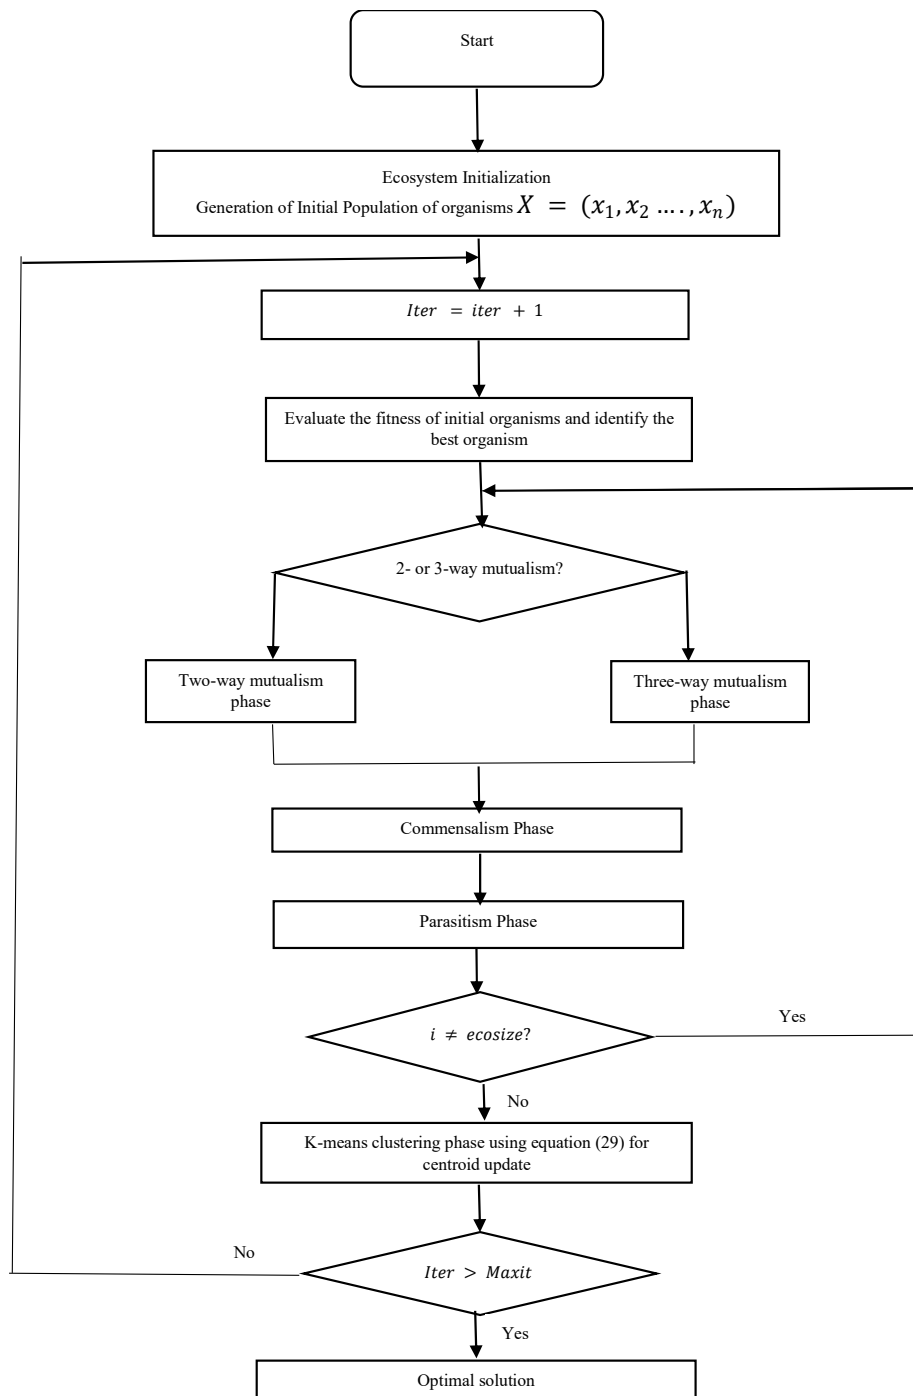 Start
Ecosystem Initialization
Generation of Initial Population of organisms X = (x₁, x₂ …. , xₙ)
Iter = iter + 1
Evaluate the fitness of initial organisms and identify the
best organism
2- or 3-way mutualism?
Two-way mutualism
phase
Three-way mutualism
phase
Commensalism Phase
Parasitism Phase
i ≠ ecosize?
Yes
No
K-means clustering phase using equation (29) for
centroid update
No
Iter > Maxit
Yes
Optimal solution